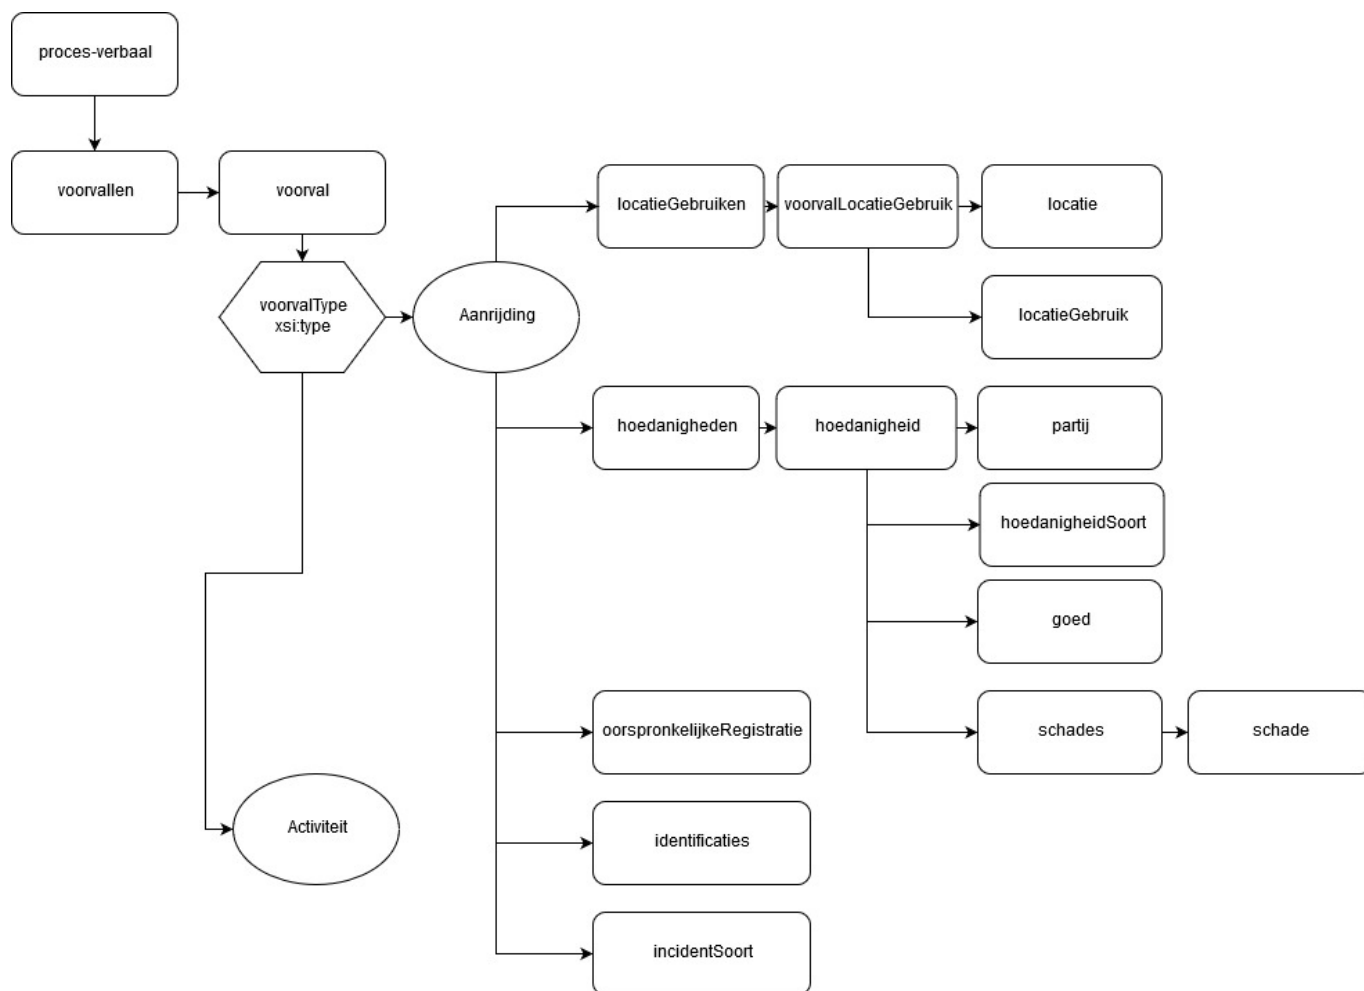 proces-verbaal
voorvallen
voorval
locatieGebruiken
voorvalLocatieGebruik
locatie
voorvalType
xsi:type
Aanrijding
locatieGebruik
hoedanigheden
hoedanigheid
partij
hoedanigheidSoort
goed
oorspronkelijkeRegistratie
schades
schade
Activiteit
identificaties
incidentSoort